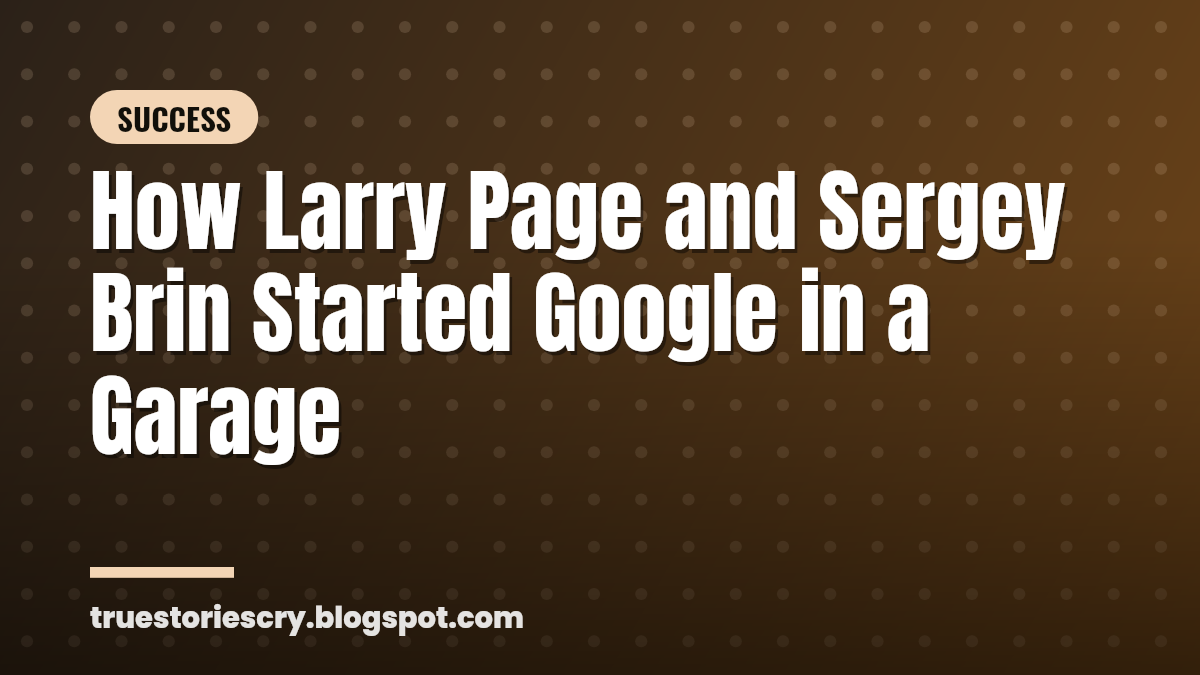 SUCCESS
How Larry Page and Sergey
Brin Started Google in a
Garage
truestoriescry.blogspot.com